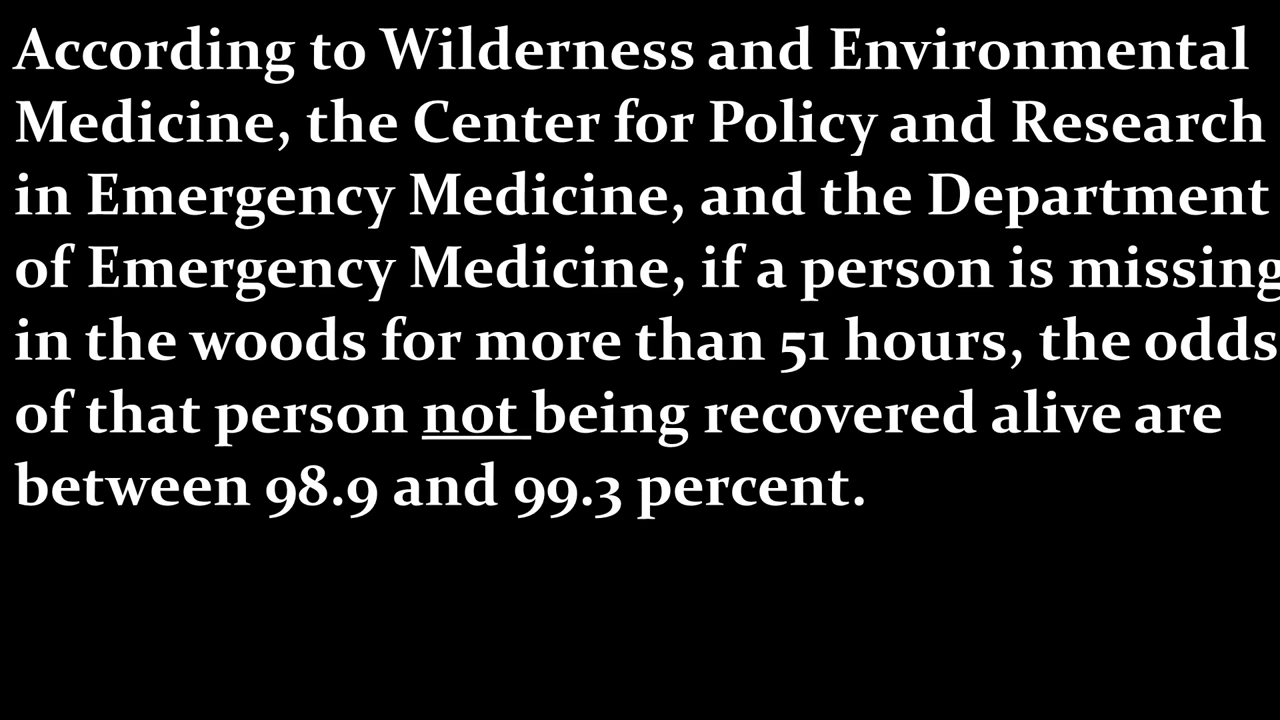 According to Wilderness and Environmental
Medicine, the Center for Policy and Research
in Emergency Medicine, and the Department
of Emergency Medicine, if a person is missing
in the woods for more than 51 hours, the odds
of that person not being recovered alive are
between 98.9 and 99.3 percent.